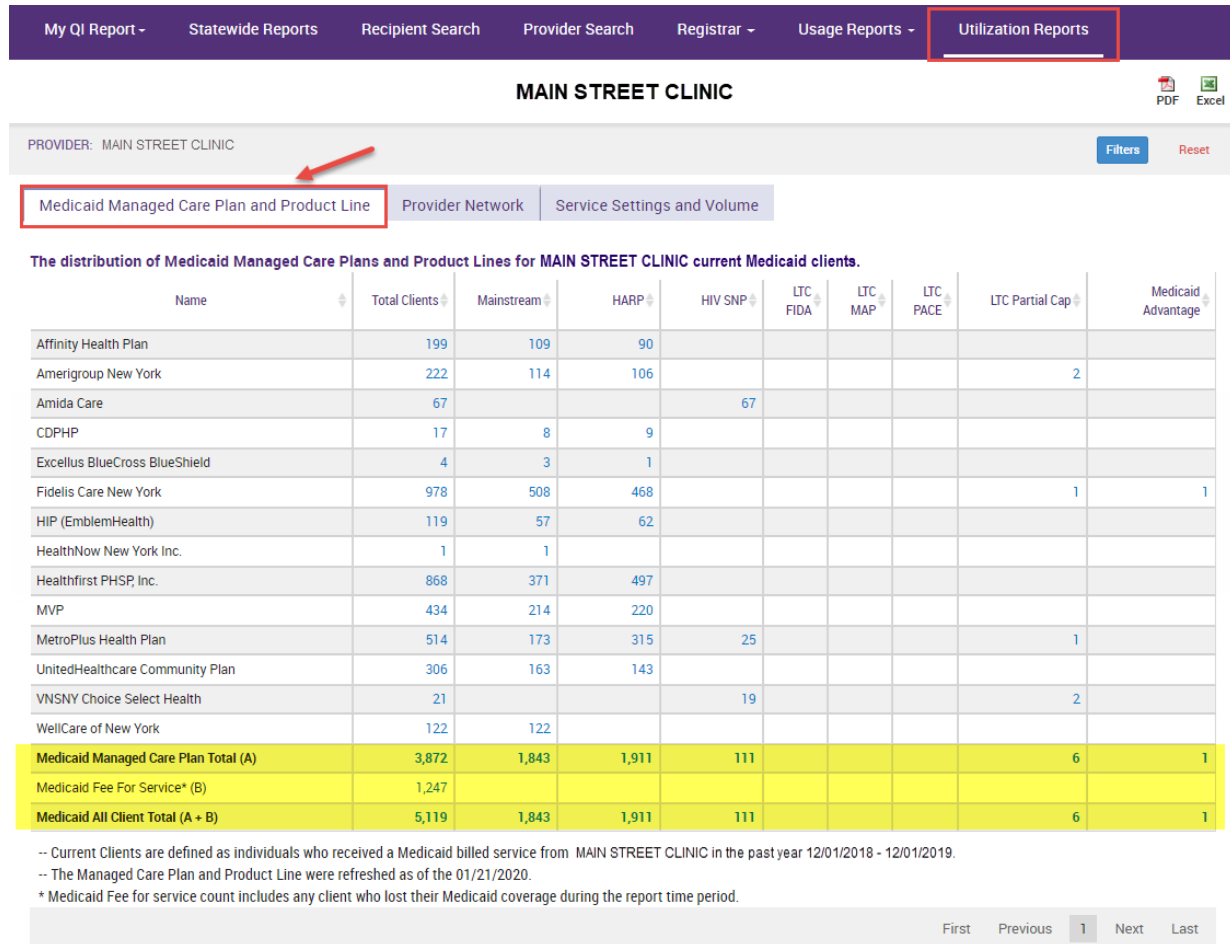 My QI Report Statewide Reports Recipient Search Provider Search Registrar Usage Reports Utilization Reports
MAIN STREET CLINIC
PDF Excel
PROVIDER: MAIN STREET CLINIC
Filters Reset
Medicaid Managed Care Plan and Product Line Provider Network Service Settings and Volume
The distribution of Medicaid Managed Care Plans and Product Lines for MAIN STREET CLINIC current Medicaid clients.
Name Total Clients Mainstream HARP HIV SNP LTC FIDA LTC MAP LTC PACE LTC Partial Cap Medicaid Advantage
Affinity Health Plan 199 109 90
Amerigroup New York 222 114 106 2
Amida Care 67 67
CDPHP 17 8 9
Excellus BlueCross BlueShield 4 3 1
Fidelis Care New York 978 508 468 1 1
HIP (EmblemHealth) 119 57 62
HealthNow New York Inc. 1 1
Healthfirst PHSP, Inc. 868 371 497
MVP 434 214 220
MetroPlus Health Plan 514 173 315 25 1
UnitedHealthcare Community Plan 306 163 143
VNSNY Choice Select Health 21 19 2
WellCare of New York 122 122
Medicaid Managed Care Plan Total (A) 3,872 1,843 1,911 111 6 1
Medicaid Fee For Service* (B) 1,247
Medicaid All Client Total (A + B) 5,119 1,843 1,911 111 6 1
-- Current Clients are defined as individuals who received a Medicaid billed service from MAIN STREET CLINIC in the past year 12/01/2018 - 12/01/2019.
-- The Managed Care Plan and Product Line were refreshed as of the 01/21/2020.
* Medicaid Fee for service count includes any client who lost their Medicaid coverage during the report time period.
First Previous 1 Next Last